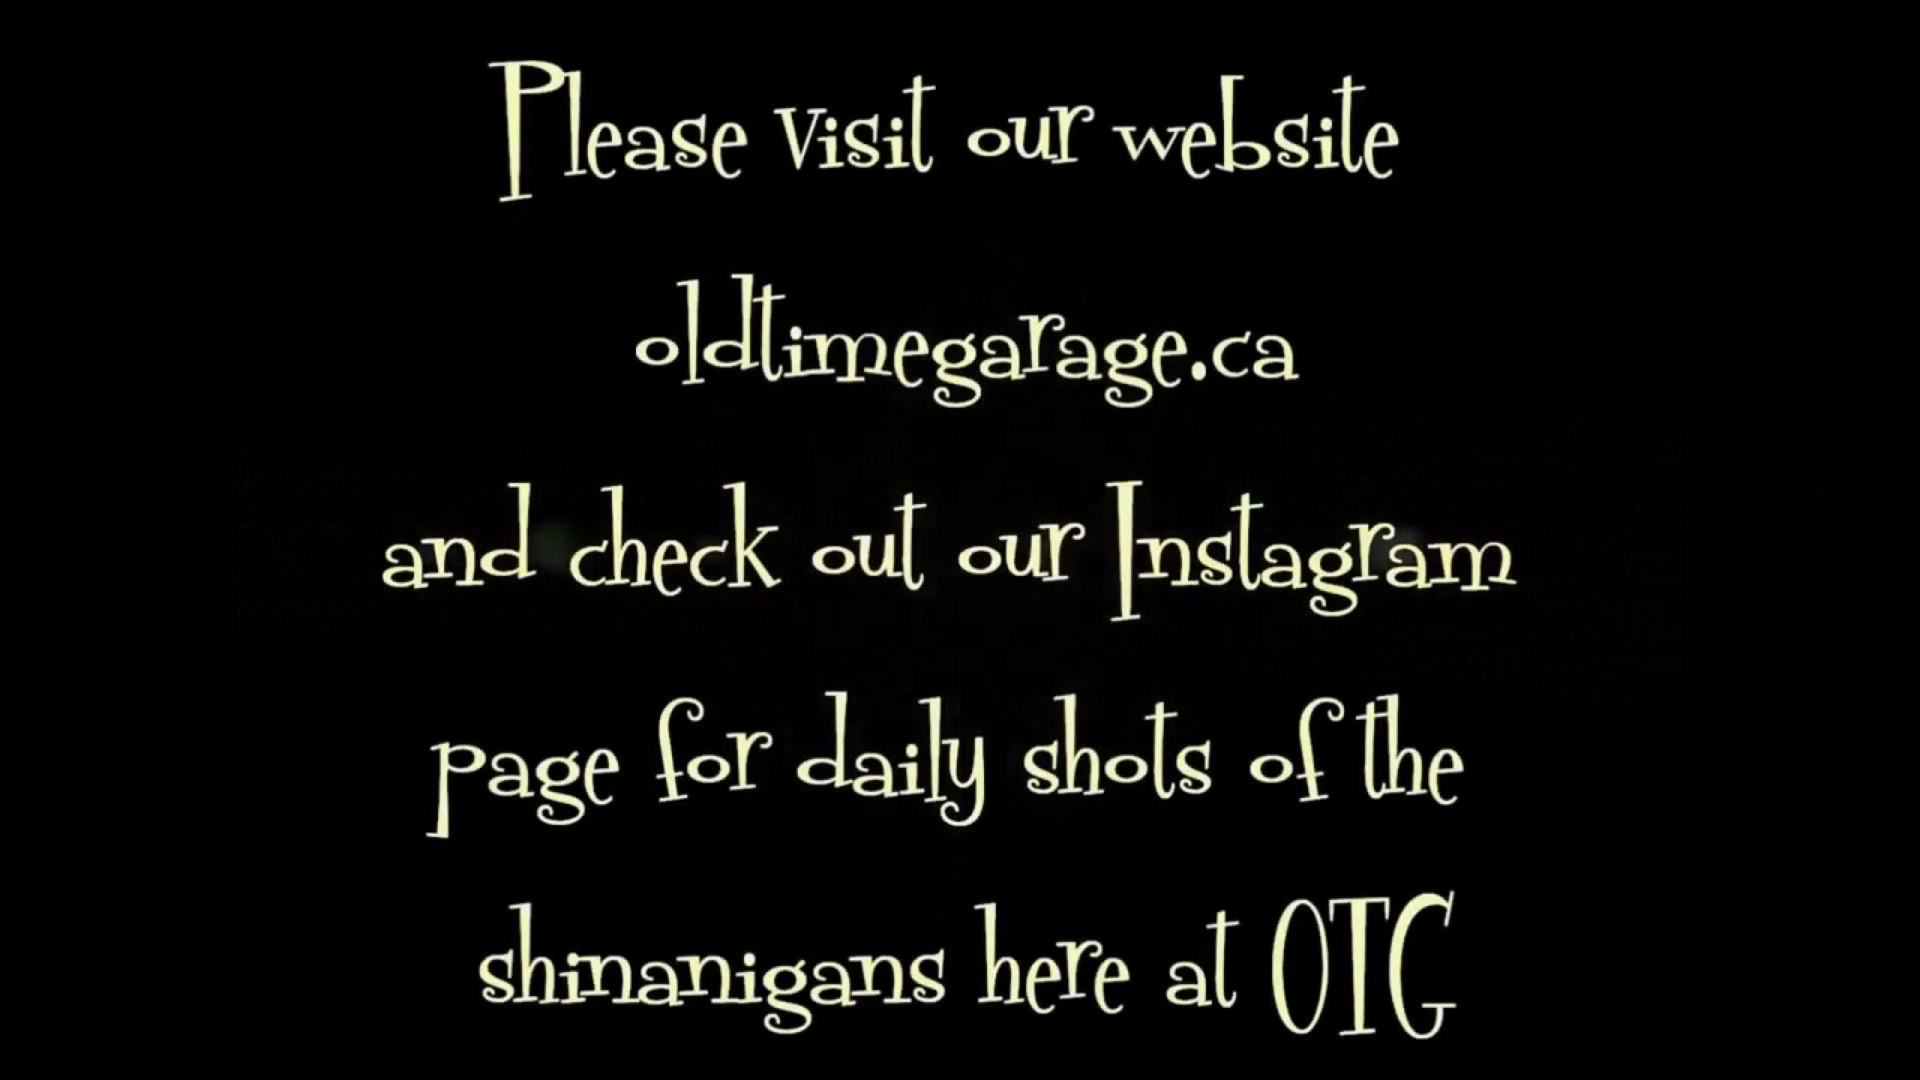 Please visit our website
oldtimegarage.ca
and check out our Instagram
page for daily shots of the
shinanigans here at OTG